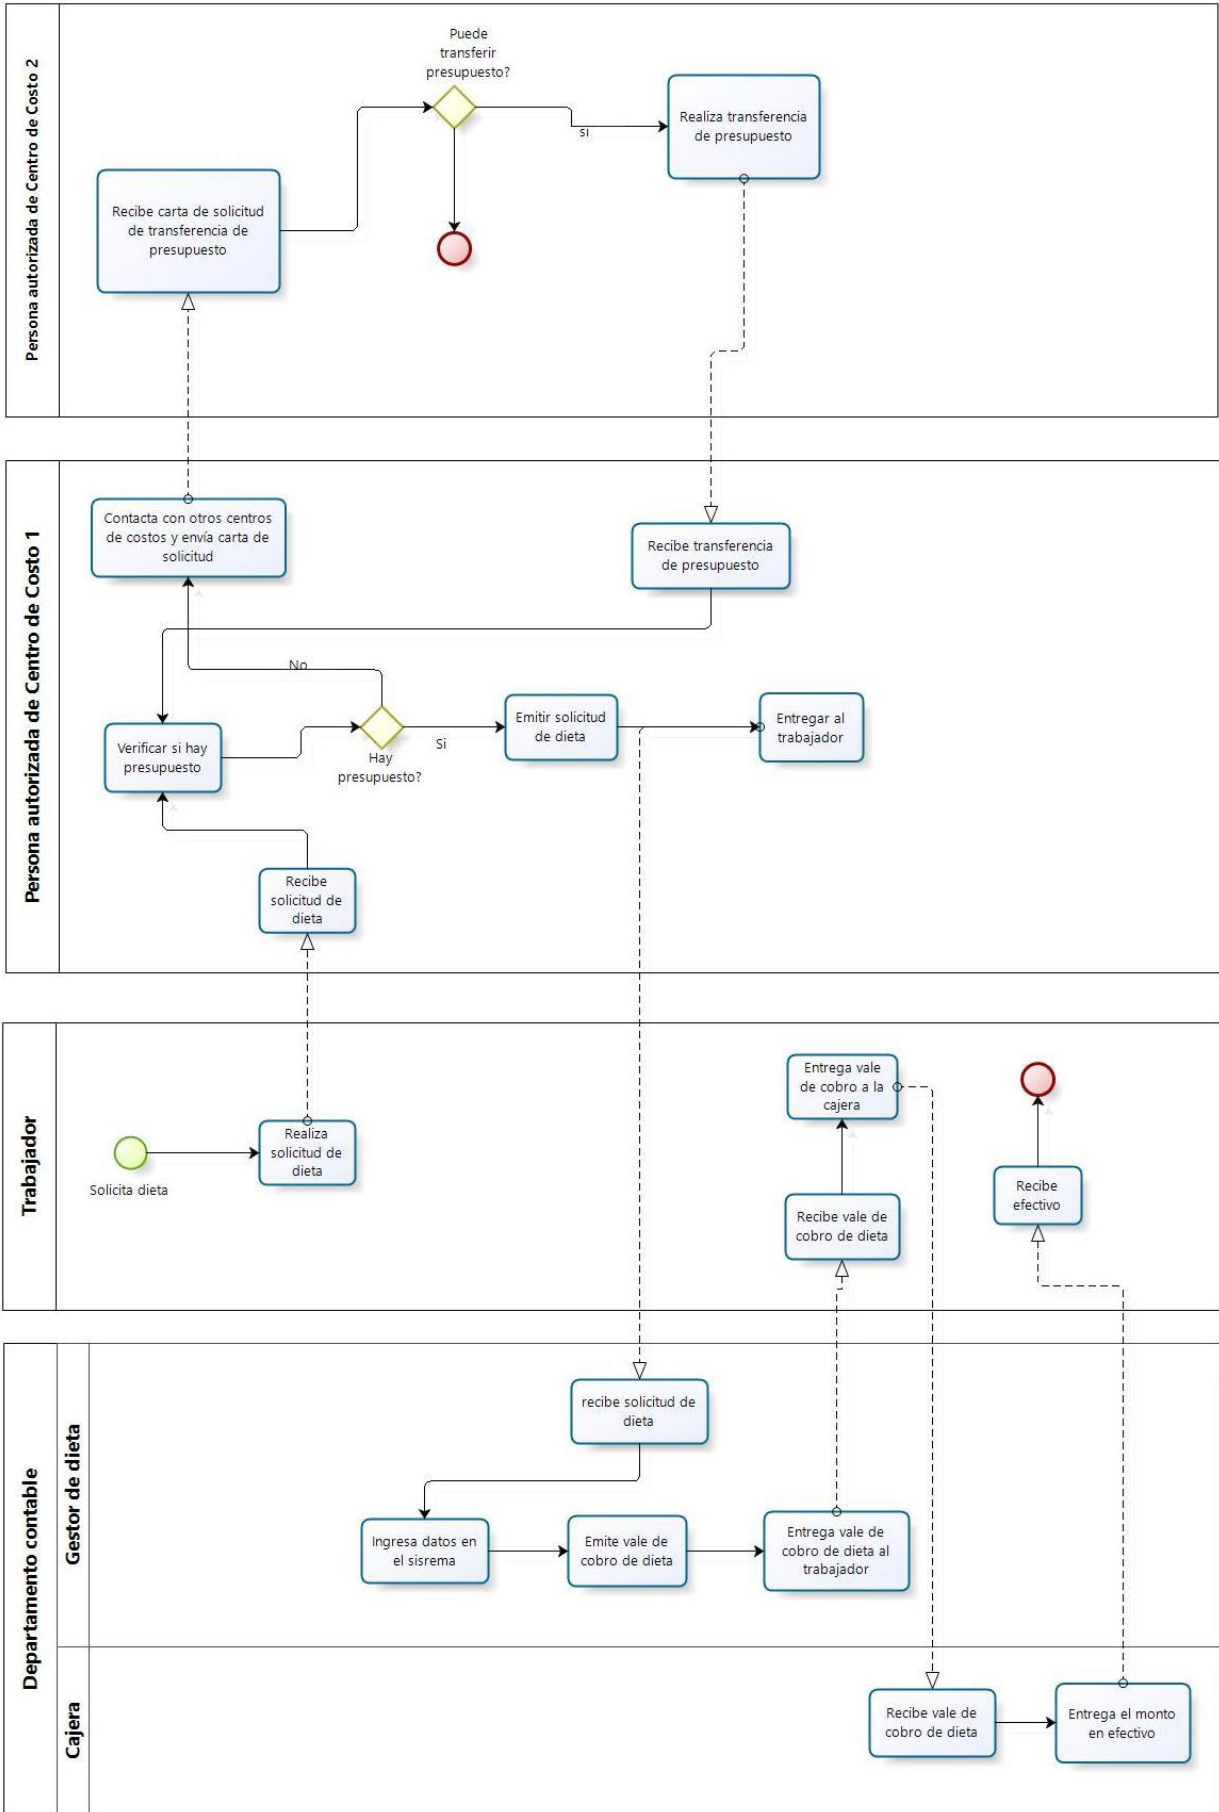 Persona autorizada de Centro de Costo 2
Puede
transferir
presupuesto?
si
Realiza transferencia
de presupuesto
Recibe carta de solicitud
de transferencia de
presupuesto
Persona autorizada de Centro de Costo 1
Contacta con otros centros
de costos y envía carta de
solicitud
Recibe transferencia
de presupuesto
No
Verificar si hay
presupuesto
Hay
presupuesto?
Si
Emitir solicitud
de dieta
Entregar al
trabajador
Recibe
solicitud de
dieta
Trabajador
Solicita dieta
Realiza
solicitud de
dieta
Entrega vale
de cobro a la
cajera
Recibe vale de
cobro de dieta
Recibe
efectivo
Departamento contable
Gestor de dieta
recibe solicitud de
dieta
Ingresa datos en
el sisrema
Emite vale de
cobro de dieta
Entrega vale de
cobro de dieta al
trabajador
Cajera
Recibe vale de
cobro de dieta
Entrega el monto
en efectivo